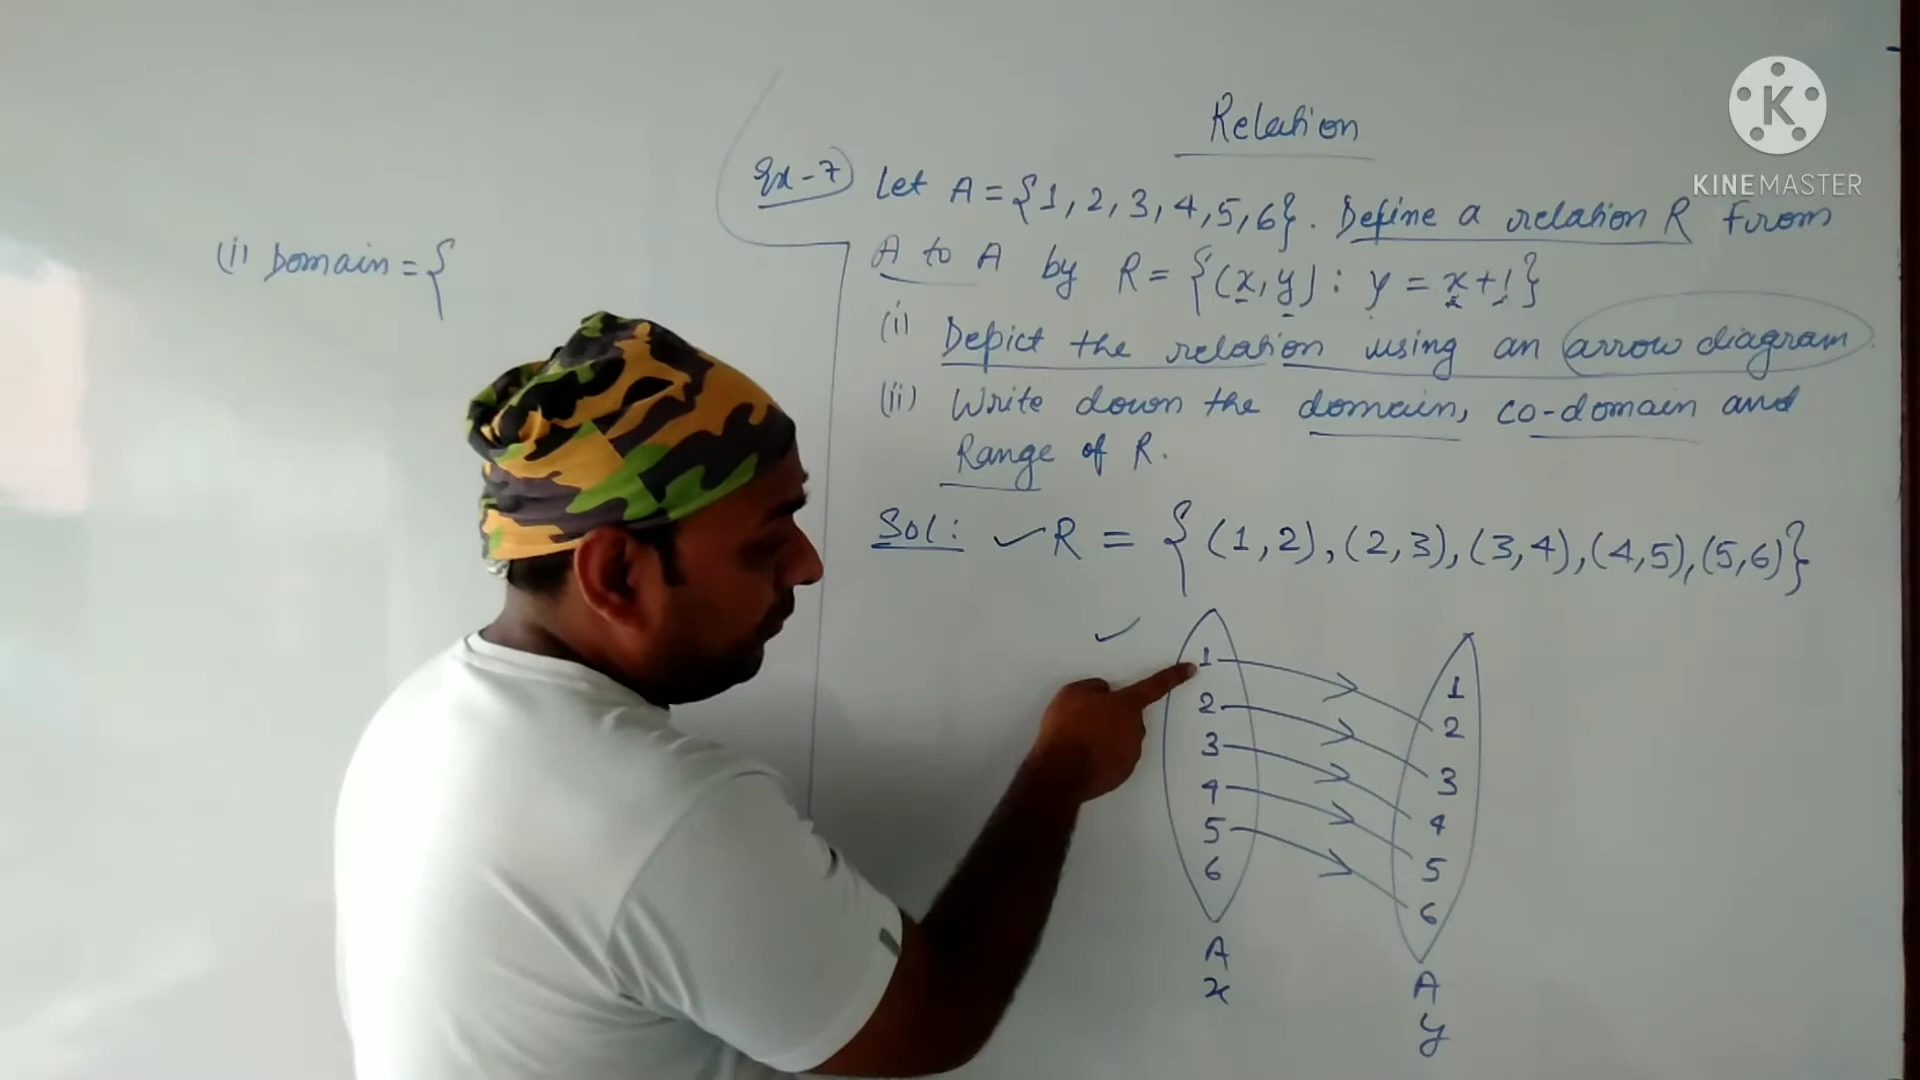 Relation
Ex-7 Let A = {1, 2, 3, 4, 5, 6}. Define a relation R From
A to A by R = {(x, y) : y = x+1}
(i) Depict the relation using an arrow diagram.
(ii) Write down the domain, co-domain and
Range of R.
Sol: ✓ R = {(1,2), (2,3), (3,4), (4,5), (5,6)}
✓
1 1
2 2
3 3
4 4
5 5
6 6
A A
x y
(i) Domain = {
K
KINEMASTER